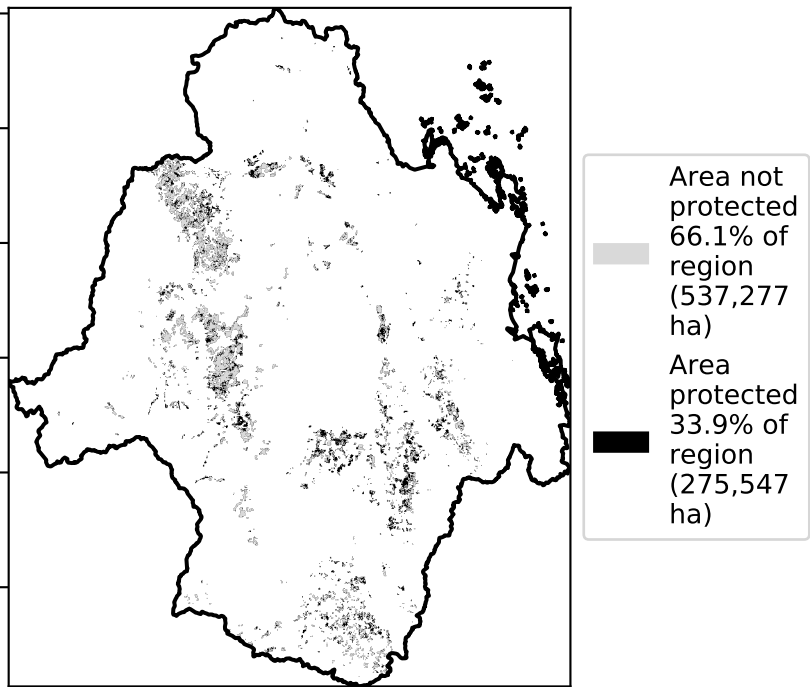 Area not
protected
66.1% of
region
(537,277
ha)
Area
protected
33.9% of
region
(275,547
ha)